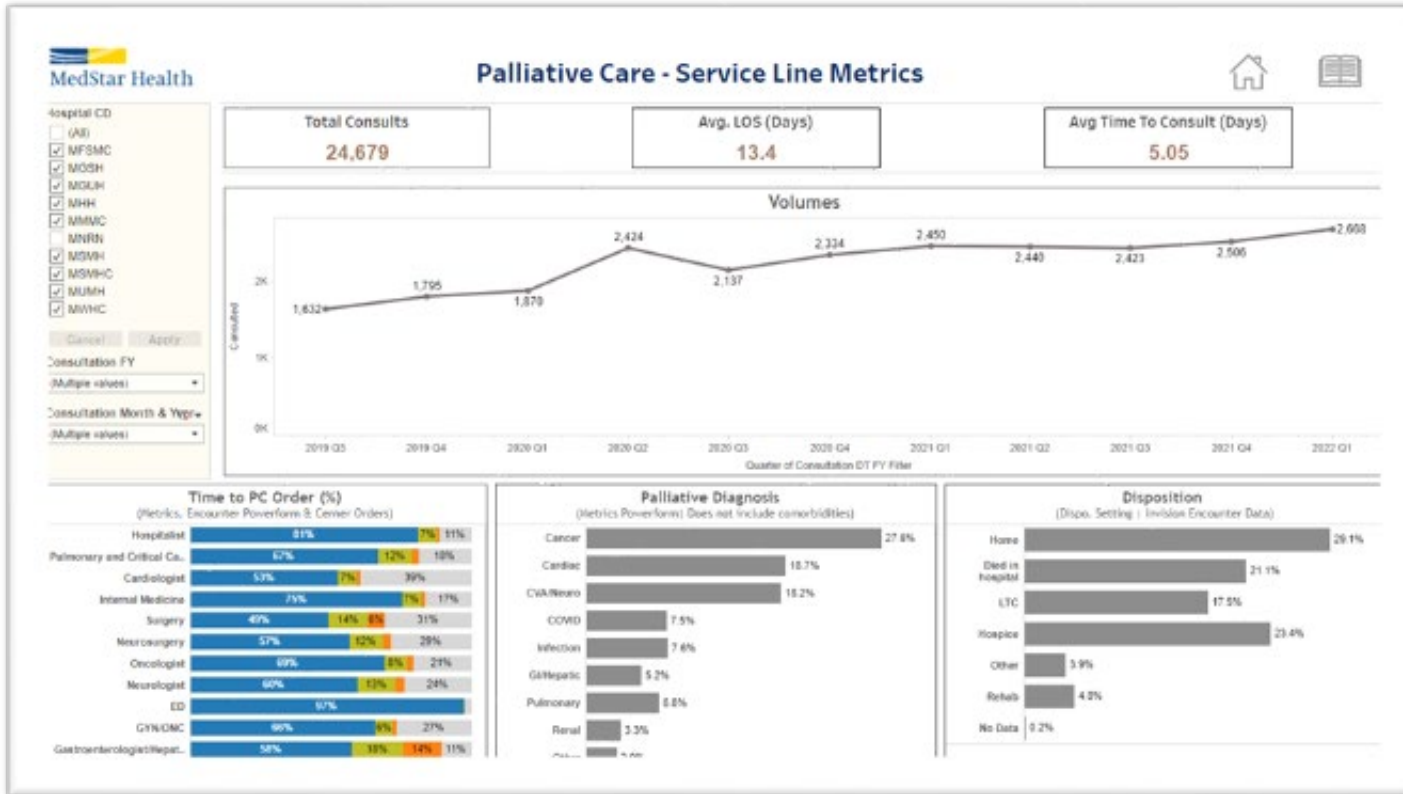 MedStar Health
Palliative Care - Service Line Metrics
Hospital CD
(All)
MFSMC
MGSH
MGUH
MHH
MMMC
MNRN
MSMH
MSMHC
MUMH
MWHC
Cancel Apply
Consultation FY
(Multiple values)
Consultation Month & Year
(Multiple values)
Total Consults
24,679
Avg. LOS (Days)
13.4
Avg Time To Consult (Days)
5.05
Volumes
2K
1K
0K
1,632
1,795
1,870
2,424
2,137
2,334
2,450
2,440
2,423
2,506
2,668
2019 Q3 2019 Q4 2020 Q1 2020 Q2 2020 Q3 2020 Q4 2021 Q1 2021 Q2 2021 Q3 2021 Q4 2022 Q1
Quarter of Consultation DT FY Filter
Time to PC Order (%)
(Metrics, Encounter Powerform & Cerner Orders)
Hospitalist 81% 7% 11%
Pulmonary and Critical Ca.. 67% 12% 18%
Cardiologist 53% 7% 39%
Internal Medicine 75% 7% 17%
Surgery 49% 14% 6% 31%
Neurosurgery 57% 12% 29%
Oncologist 69% 8% 21%
Neurologist 60% 13% 24%
ED 97%
GYN/ONC 66% 6% 27%
Gastroenterologist/Hepat.. 58% 18% 14% 11%
Palliative Diagnosis
(Metrics Powerform) Does not include comorbidities)
Cancer 27.8%
Cardiac 18.7%
CVA/Neuro 18.2%
COVID 7.5%
Infection 7.6%
GI/Hepatic 5.2%
Pulmonary 6.8%
Renal 3.3%
Other
Disposition
(Dispo. Setting : Invision Encounter Data)
Home 29.1%
Died in
hospital 21.1%
LTC 17.5%
Hospice 23.4%
Other 3.9%
Rehab 4.8%
No Data 0.2%